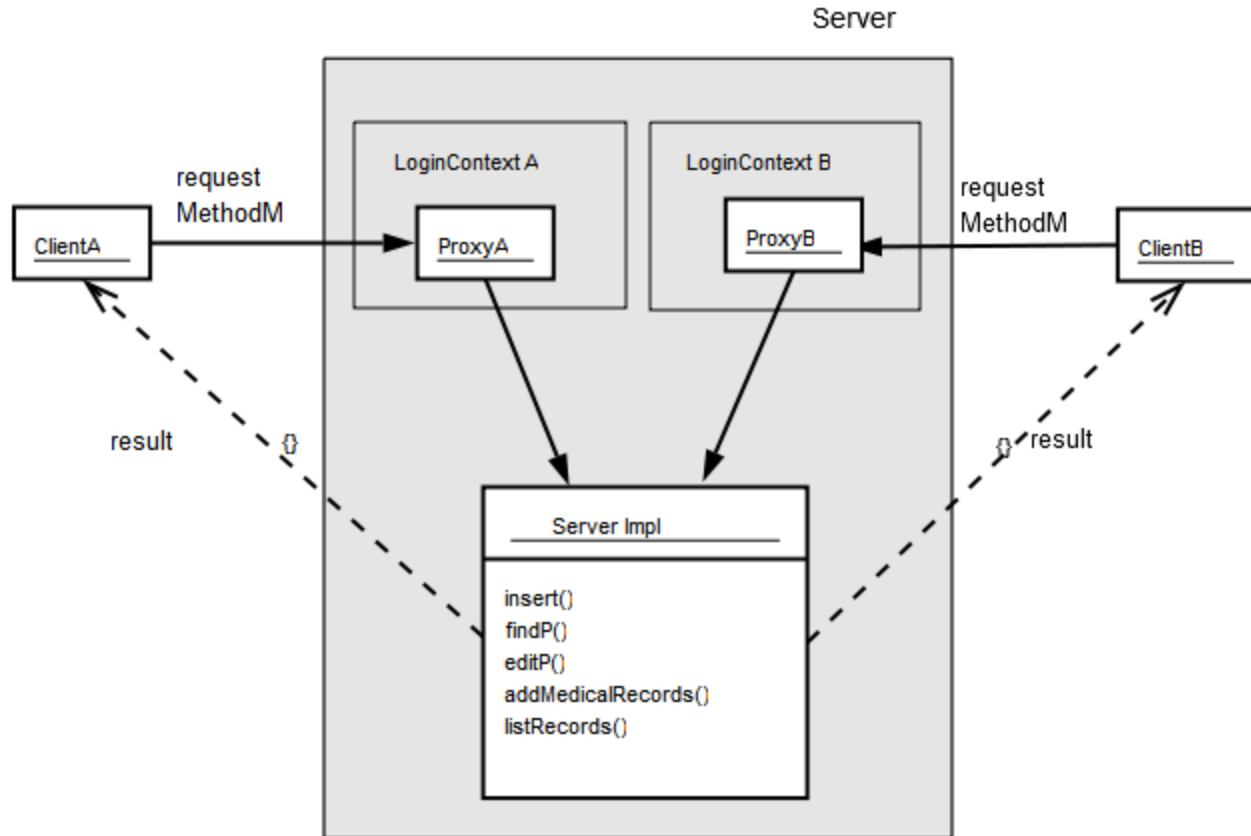 Server
LoginContext A
LoginContext B
request
MethodM
request
MethodM
ClientA
ProxyA
ProxyB
ClientB
result
{}
{}
result
Server Impl
insert()
findP()
editP()
addMedicalRecords()
listRecords()